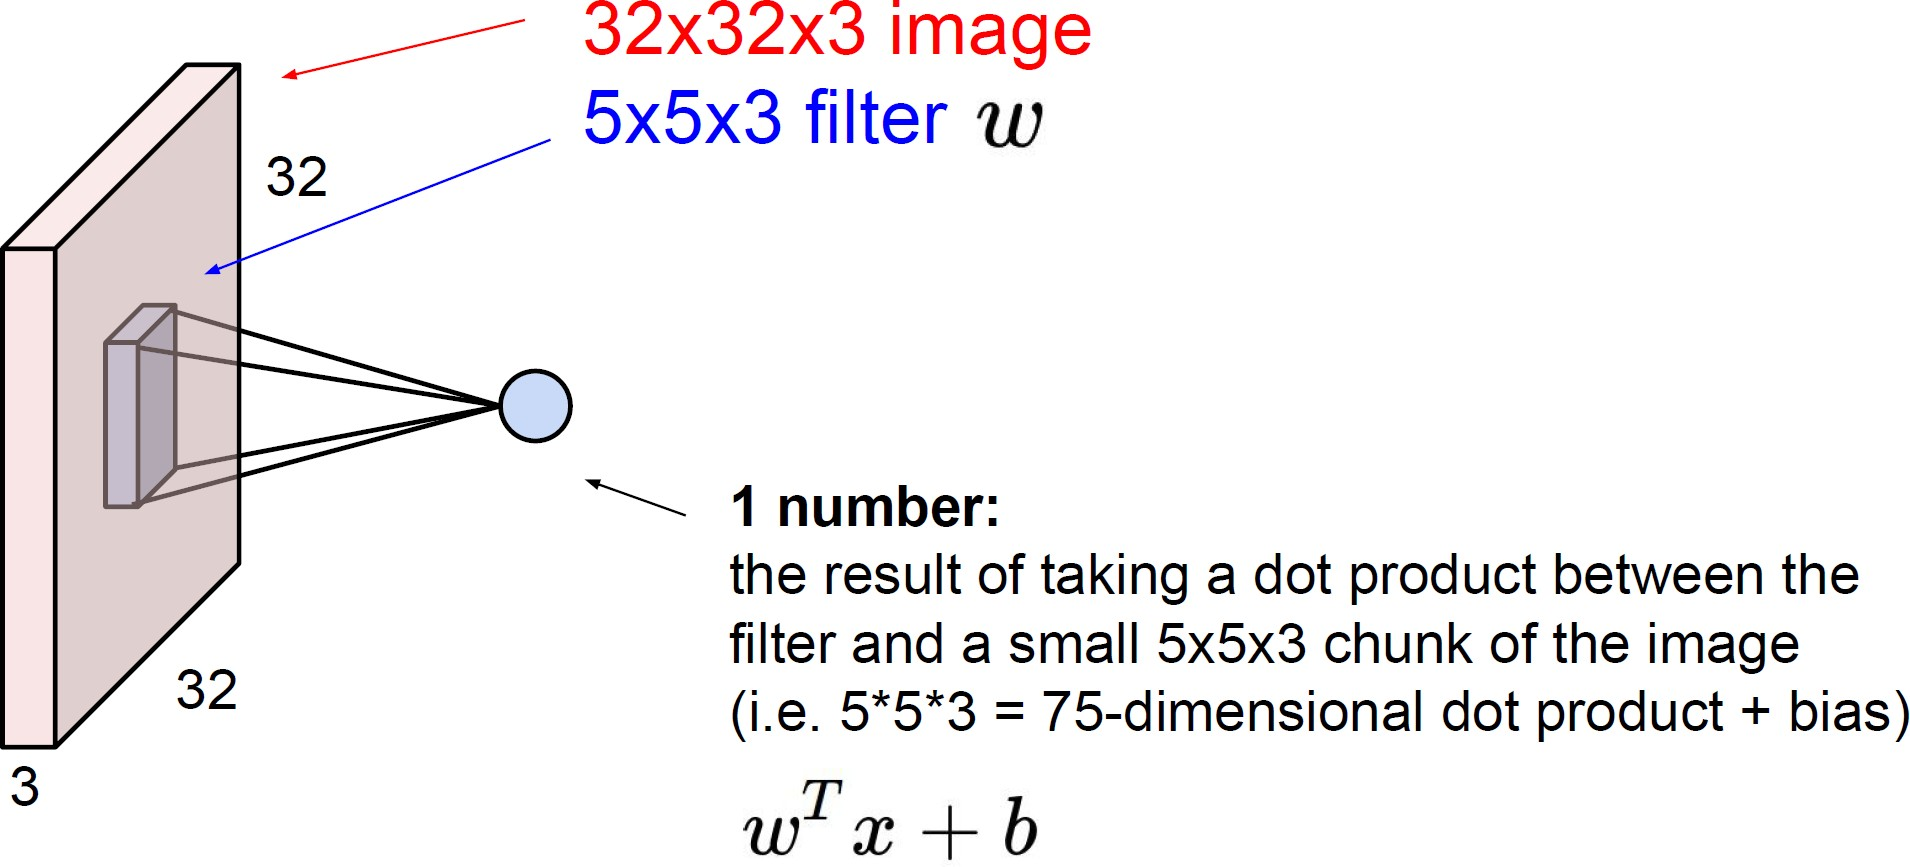 32x32x3 image
5x5x3 filter w
32
32
3
1 number:
the result of taking a dot product between the
filter and a small 5x5x3 chunk of the image
(i.e. 5*5*3 = 75-dimensional dot product + bias)
w^T x + b